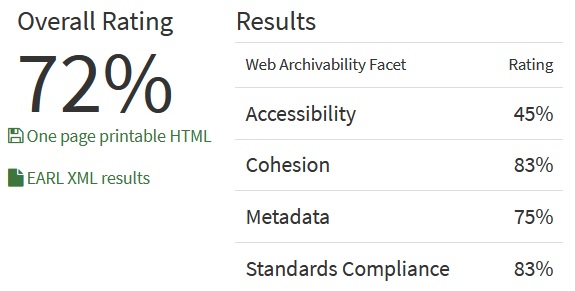 Overall Rating
72%
One page printable HTML
EARL XML results
Results
Web Archivability Facet Rating
Accessibility 45%
Cohesion 83%
Metadata 75%
Standards Compliance 83%